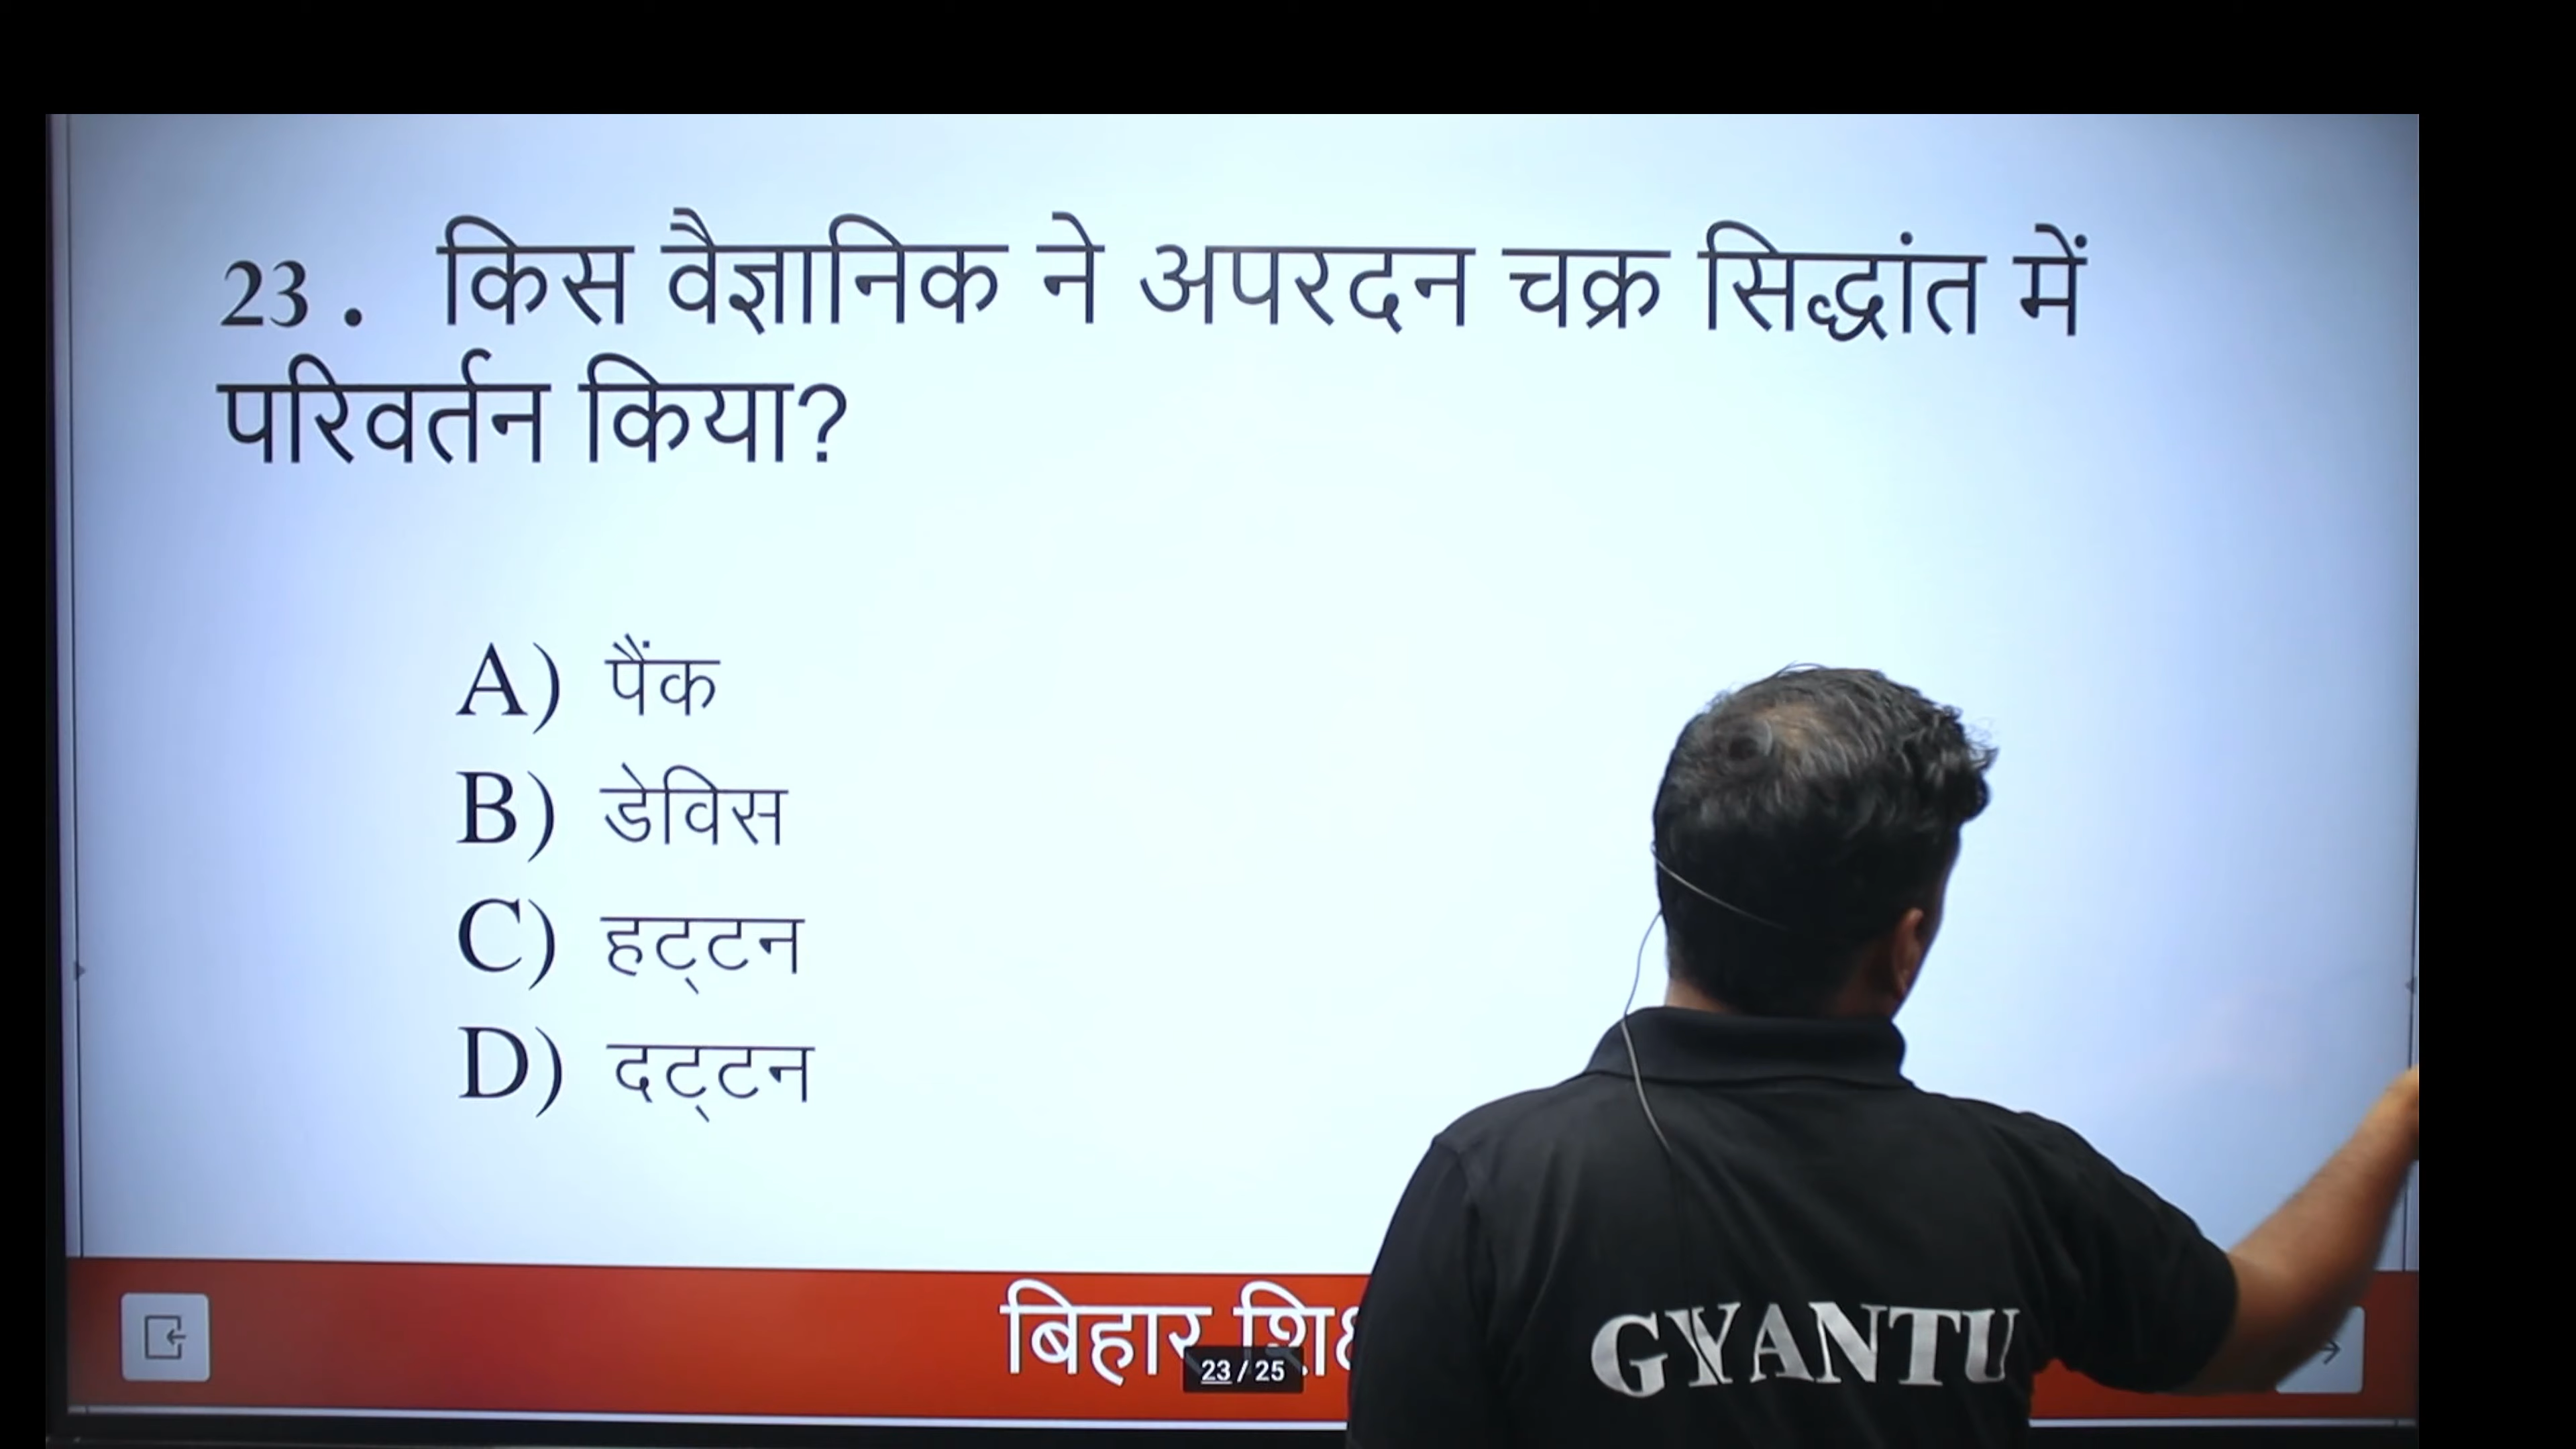 23 . किस वैज्ञानिक ने अपरदन चक्र सिद्धांत में
परिवर्तन किया?
A) पैंक
B) डेविस
C) हट्‌टन
D) दट्‌टन
बिहार
23 / 25
GYANTU